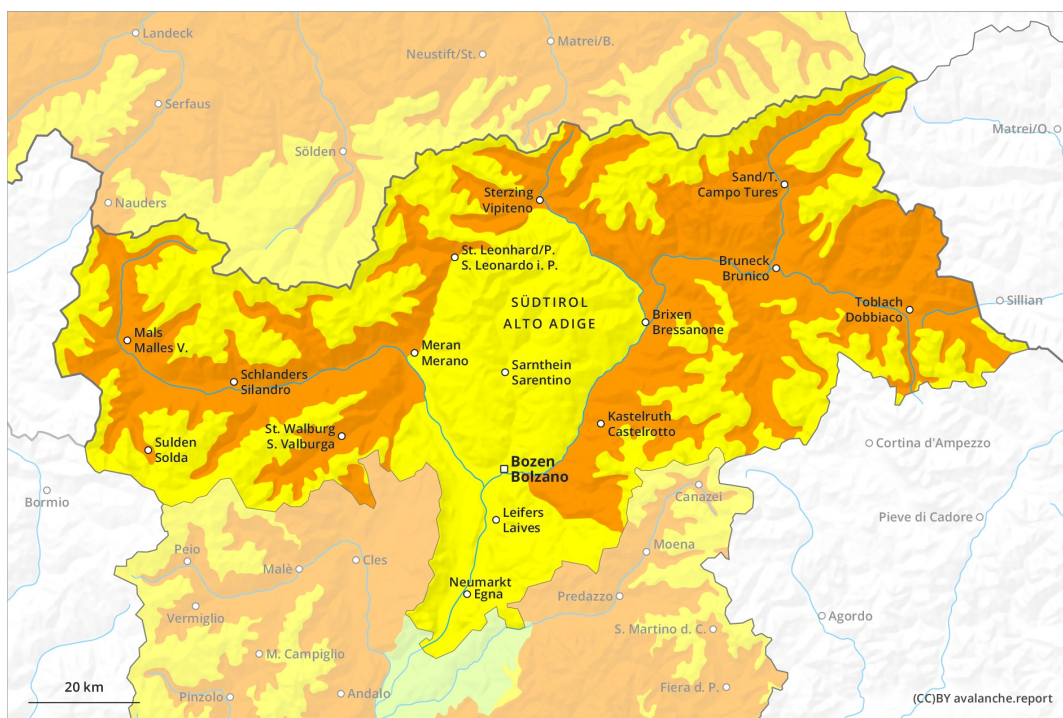 Landeck
Matrei/B.
Neustift/St.
Serfaus
Matrei/O.
Sölden
Sand/T.
Campo Tures
Sterzing
Vipiteno
Nauders
St. Leonhard/P.
S. Leonardo i. P.
Bruneck
Brunico
SÜDTIROL
ALTO ADIGE
Toblach
Dobbiaco
Sillian
Brixen
Bressanone
Mals
Malles V.
Meran
Merano
Sarnthein
Sarentino
Schlanders
Silandro
Kastelruth
Castelrotto
St. Walburg
S. Valburga
Sulden
Solda
Cortina d'Ampezzo
Bozen
Bolzano
Bormio
Canazei
Leifers
Laives
Pieve di Cadore
Moena
Peio
Cles
Malè
Neumarkt
Egna
Predazzo
Vermiglio
Agordo
S. Martino d. C.
M. Campiglio
20 km
Pinzolo
Andalo
Fiera d. P.
(CC)BY avalanche.report